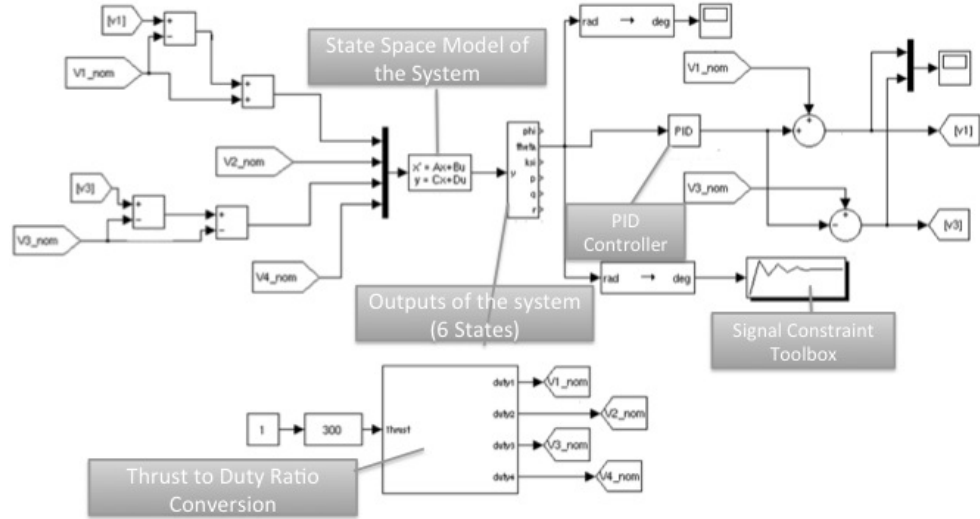 [v1]
+
−
V1_nom
+
+
State Space Model of
the System
V2_nom
x' = Ax+Bu
y = Cx+Du
[v3]
+
−
+
−
V3_nom
V4_nom
phi
theta
y
p
q
r
Outputs of the system
(6 States)
rad → deg
PID
PID
Controller
V1_nom
+
+
[v1]
V3_nom
+
−
[v3]
rad → deg
Signal Constraint
Toolbox
1
300
thrust
duty1
duty2
duty3
duty4
V1_nom
V2_nom
V3_nom
V4_nom
Thrust to Duty Ratio
Conversion